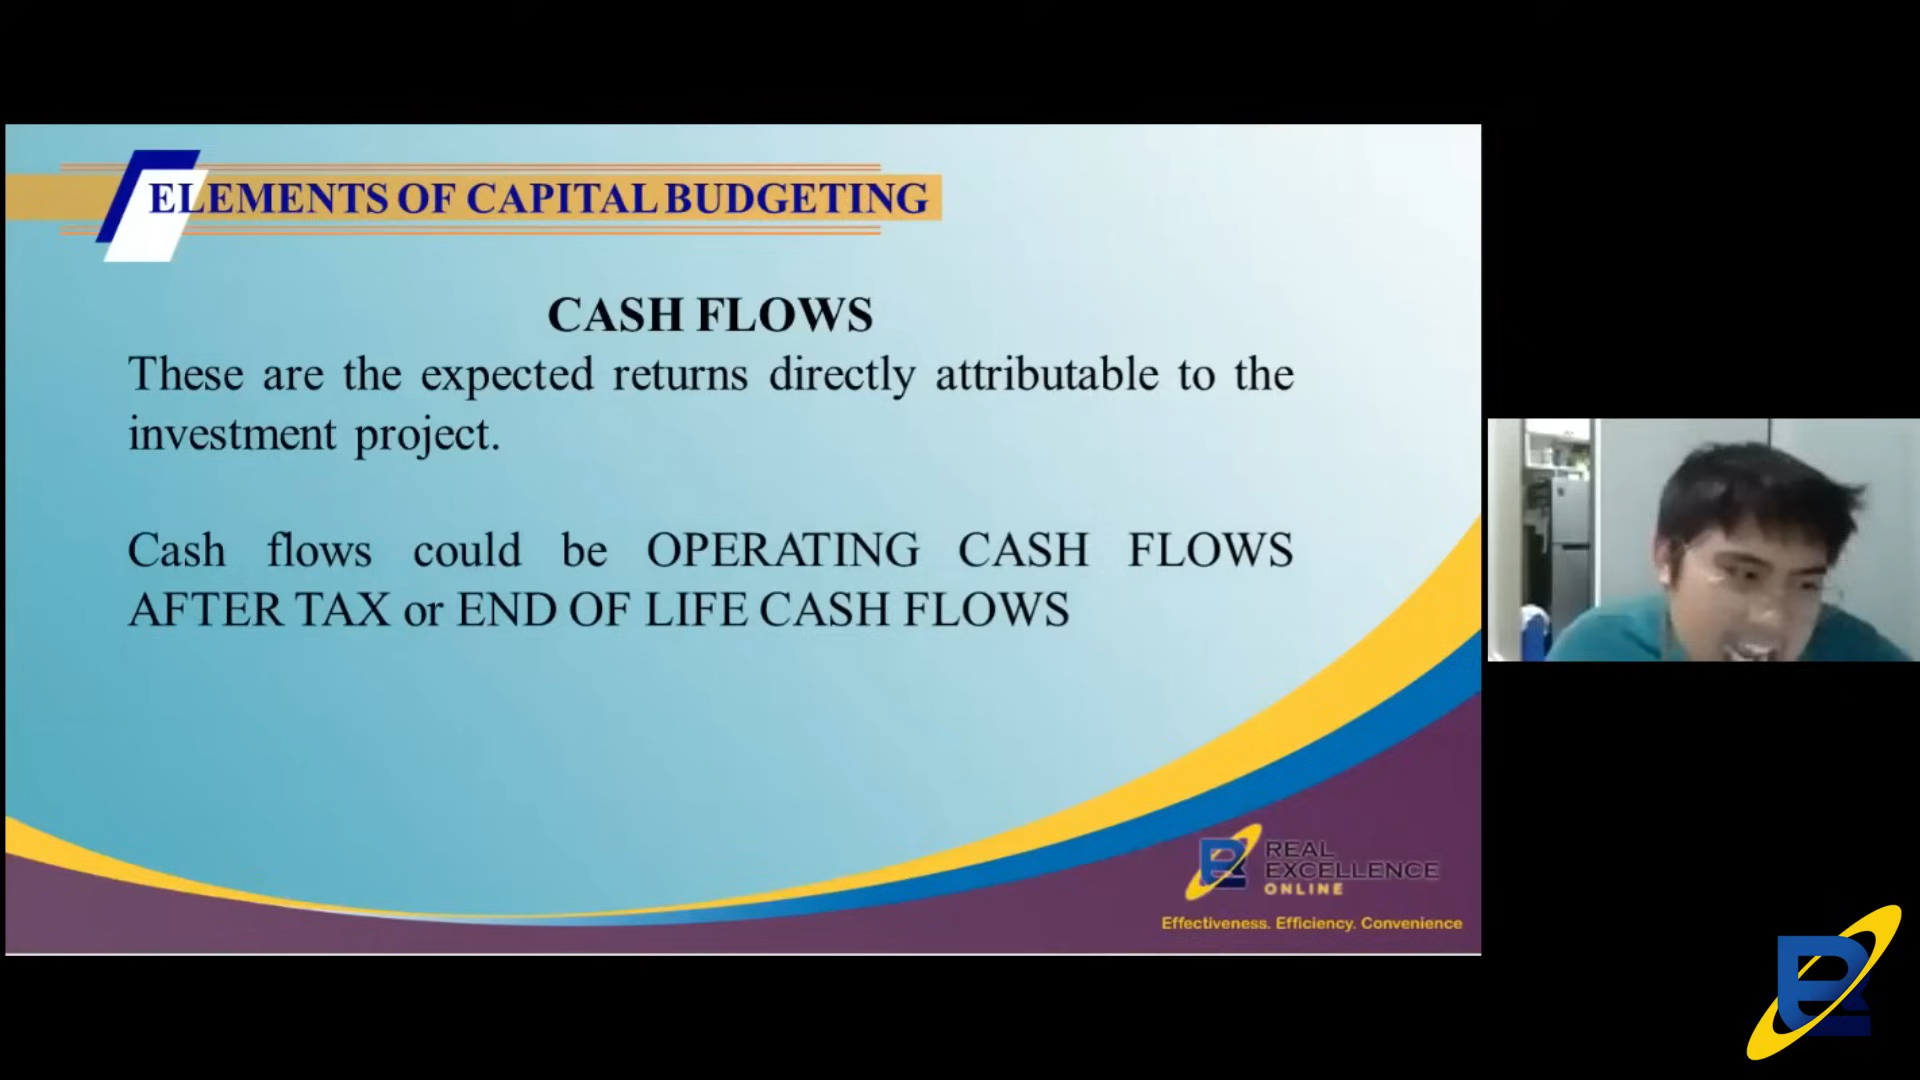 ELEMENTS OF CAPITAL BUDGETING
CASH FLOWS
These are the expected returns directly attributable to the
investment project.
Cash flows could be OPERATING CASH FLOWS
AFTER TAX or END OF LIFE CASH FLOWS
REAL
EXCELLENCE
ONLINE
Effectiveness. Efficiency. Convenience